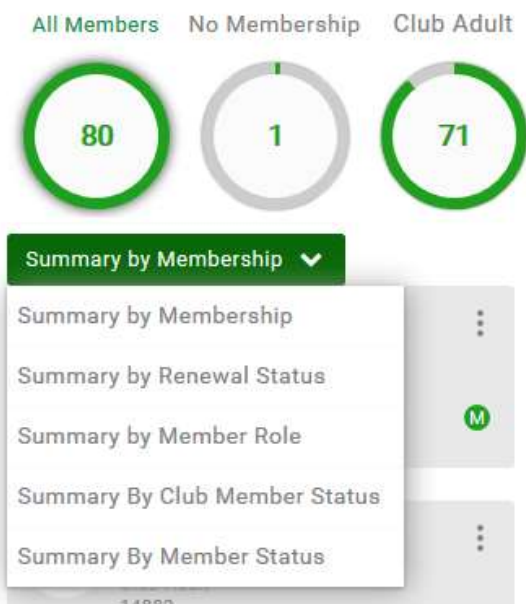 All Members No Membership Club Adult
80 1 71
Summary by Membership
Summary by Membership
Summary by Renewal Status
M
Summary by Member Role
Summary By Club Member Status
Summary By Member Status